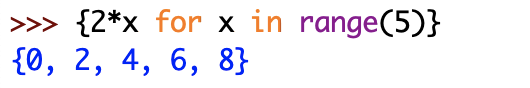 >>> {2*x for x in range(5)}
{0, 2, 4, 6, 8}